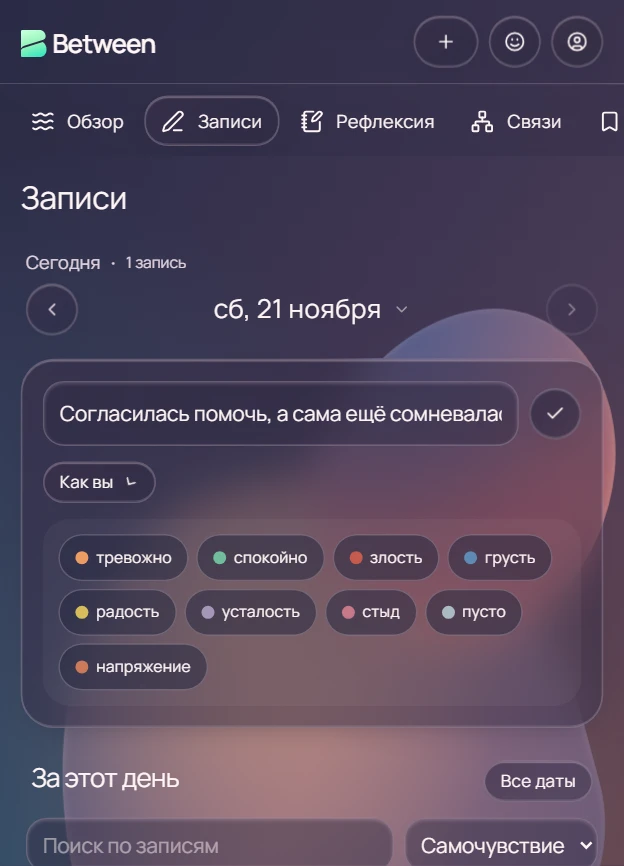 Between
Обзор Записи Рефлексия Связи
Записи
Сегодня · 1 запись
сб, 21 ноября
Согласилась помочь, а сама ещё сомневалас
Как вы
тревожно спокойно злость грусть
радость усталость стыд пусто
напряжение
За этот день Все даты
Поиск по записям Самочувствие